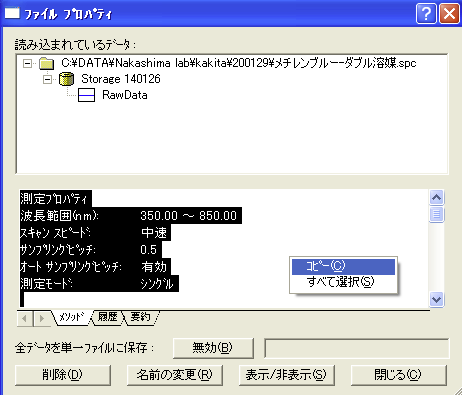 ファイル プロパティ
読み込まれているデータ:
C:¥DATA¥Nakashima lab¥kakita¥200129¥メチレンブルーｰダブル溶媒.spc
Storage 140126
RawData
測定プロパティ
波長範囲(nm): 350.00 ～ 850.00
スキャン スピード: 中速
サンプリングピッチ: 0.5
オート サンプリングピッチ: 有効
測定モード: シングル
コピー(C)
すべて選択(S)
メソッド 履歴 要約
全データを単一ファイルに保存: 無効(B)
削除(D) 名前の変更(R) 表示/非表示(S) 閉じる(C)